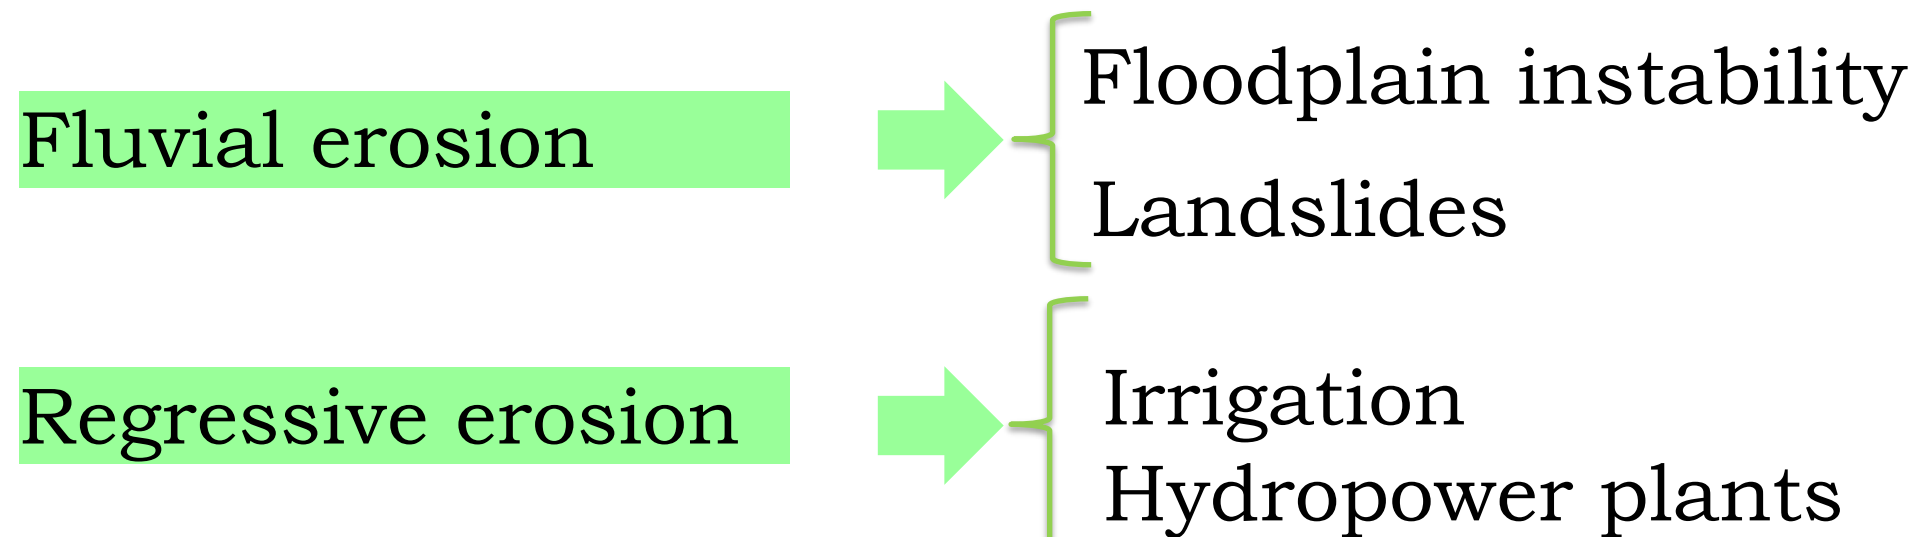 Fluvial erosion
Floodplain instability
Landslides
Regressive erosion
Irrigation
Hydropower plants